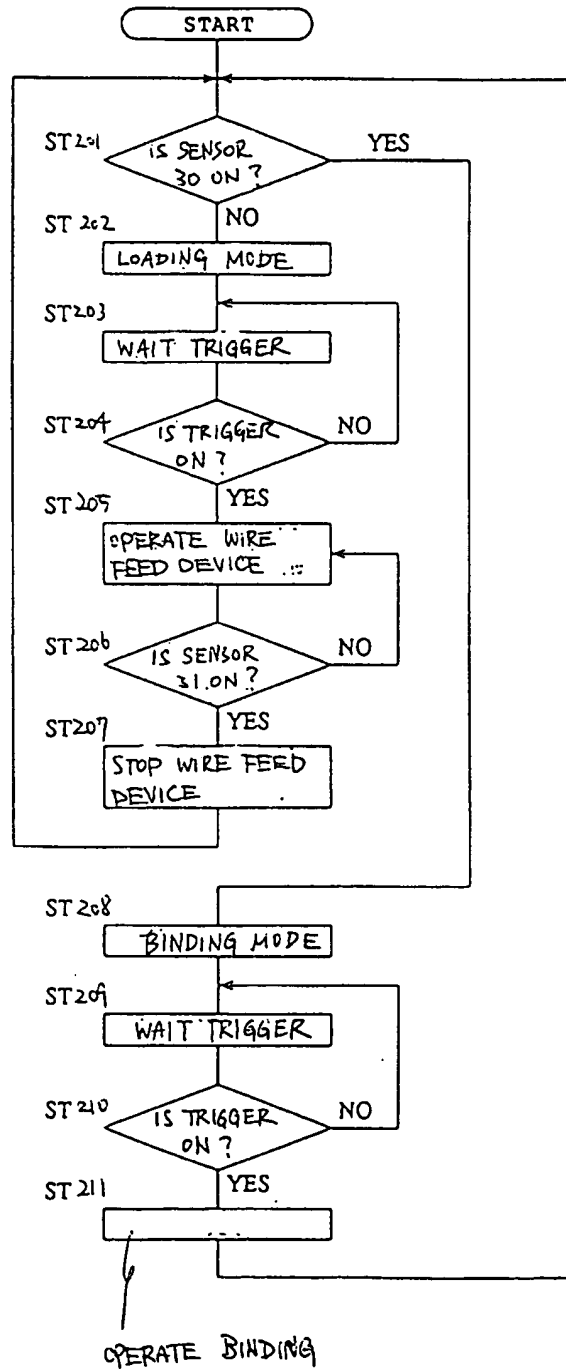 START
ST201
IS SENSOR
30 ON?
YES
NO
ST202
LOADING MODE
ST203
WAIT TRIGGER
ST204
IS TRIGGER
ON?
NO
YES
ST205
OPERATE WIRE
FEED DEVICE
ST206
IS SENSOR
31 ON?
NO
YES
ST207
STOP WIRE FEED
DEVICE
ST208
BINDING MODE
ST209
WAIT TRIGGER
ST210
IS TRIGGER
ON?
NO
YES
ST211
OPERATE BINDING